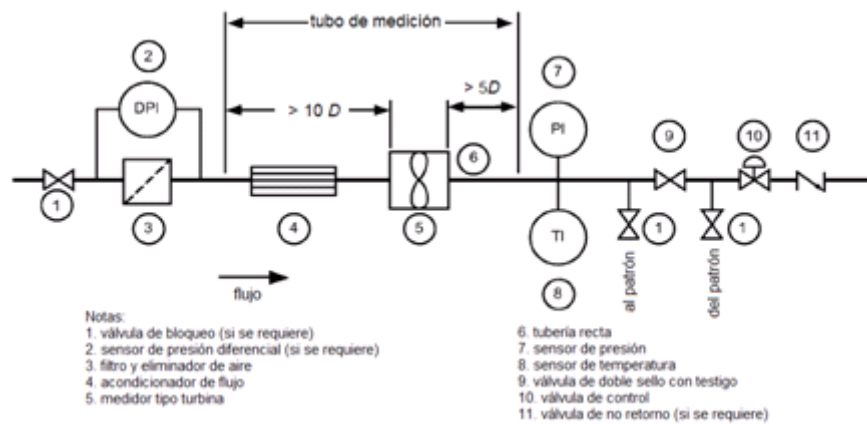 tubo de medición
2
7
> 5D
DPI
> 10 D
PI
6
9
10
11
1
3
4
5
TI
1
1
8
al patrón
del patrón
flujo
Notas:
1. válvula de bloqueo (si se requiere)
2. sensor de presión diferencial (si se requiere)
3. filtro y eliminador de aire
4. acondicionador de flujo
5. medidor tipo turbina
6. tubería recta
7. sensor de presión
8. sensor de temperatura
9. válvula de doble sello con testigo
10. válvula de control
11. válvula de no retorno (si se requiere)